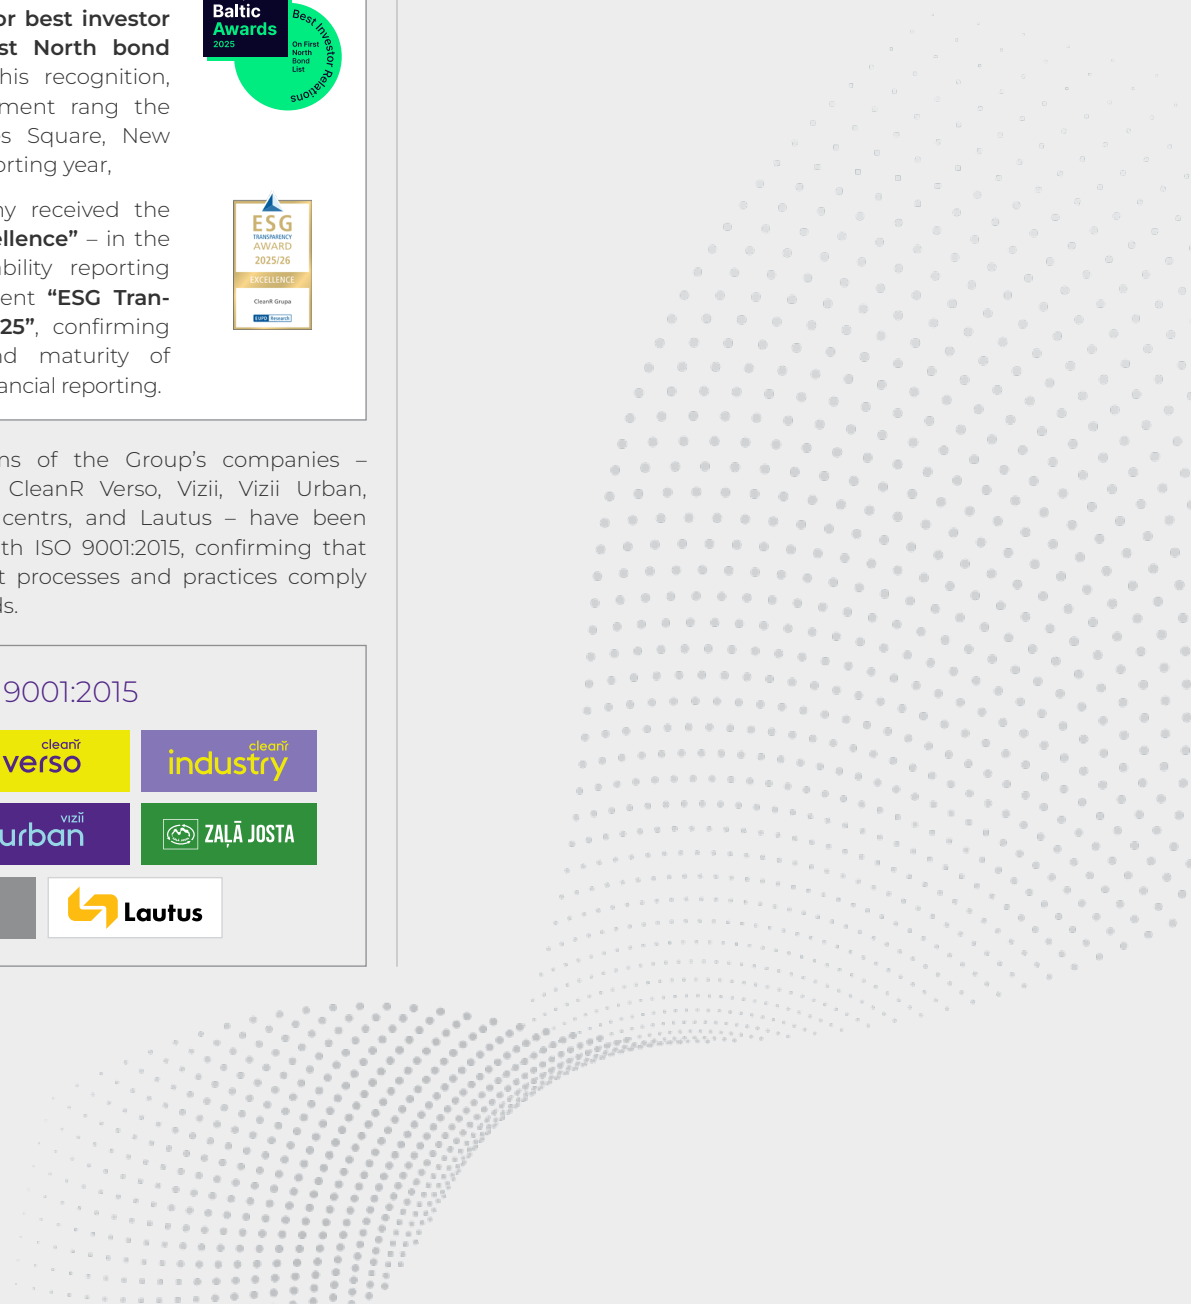 or best investor
st North bond
his recognition,
ment rang the
s Square, New
orting year,
Baltic
Awards
2025
Best Investor Relations
On First
North
Bond
List
ny received the
ellence” – in the
bility reporting
ent “ESG Tran-
25”, confirming
nd maturity of
ancial reporting.
ESG
TRANSPARENCY
AWARD
2025/26
EXCELLENCE
CleanR Grupa
EUPD Research
ms of the Group’s companies –
CleanR Verso, Vizii, Vizii Urban,
centrs, and Lautus – have been
th ISO 9001:2015, confirming that
t processes and practices comply
ds.
9001:2015
cleanr
verso
cleanr
industry
vizii
urban
ZAĻĀ JOSTA
Lautus